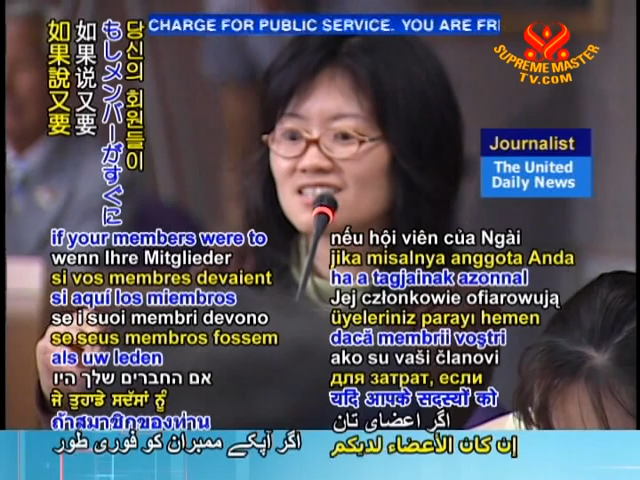 CHARGE FOR PUBLIC SERVICE. YOU ARE FRE
SUPREME MASTER
TV.COM
如果說又要
如果说又要
もしメンバーがすぐに
당신의 회원들이
Journalist
The United
Daily News
if your members were to
wenn Ihre Mitglieder
si vos membres devaient
si aquí los miembros
se i suoi membri devono
se seus membros fossem
als uw leden
אם החברים שלך היו
ਜੇ ਤੁਹਾਡੇ ਸਦੱਸਾਂ ਨੂੰ
ถ้าสมาชิกของท่าน
اگر آپکے ممبران کو فوری طور
nếu hội viên của Ngài
jika misalnya anggota Anda
ha a tagjainak azonnal
Jej członkowie ofiarowują
üyeleriniz parayı hemen
dacă membrii voştri
ako su vaši članovi
для затрат, если
यदि आपके सदस्यों को
اگر اعضای تان
إن كان الأعضاء لديكم